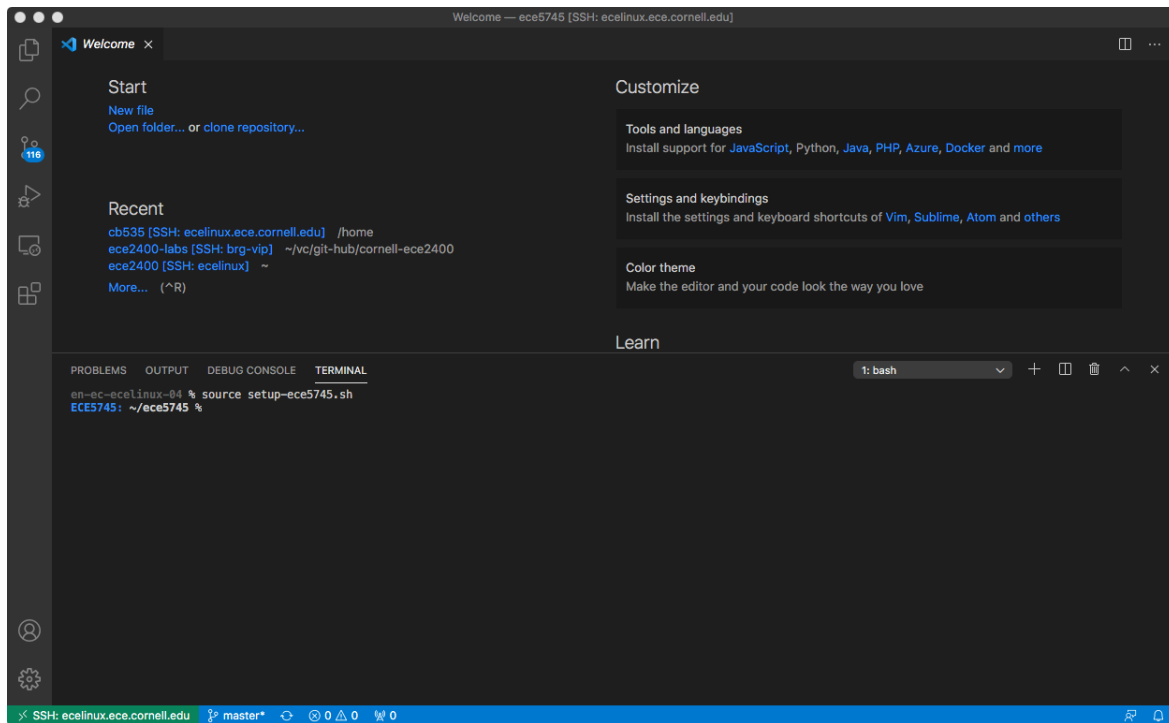 Welcome — ece5745 [SSH: ecelinux.ece.cornell.edu]
Welcome ×
Start
New file
Open folder... or clone repository...
Recent
cb535 [SSH: ecelinux.ece.cornell.edu] /home
ece2400-labs [SSH: brg-vip] ~/vc/git-hub/cornell-ece2400
ece2400 [SSH: ecelinux] ~
More... (^R)
Customize
Tools and languages
Install support for JavaScript, Python, Java, PHP, Azure, Docker and more
Settings and keybindings
Install the settings and keyboard shortcuts of Vim, Sublime, Atom and others
Color theme
Make the editor and your code look the way you love
Learn
116
PROBLEMS OUTPUT DEBUG CONSOLE TERMINAL
1: bash
en-ec-ecelinux-04 % source setup-ece5745.sh
ECE5745: ~/ece5745 %
SSH: ecelinux.ece.cornell.edu master* 0 0 0